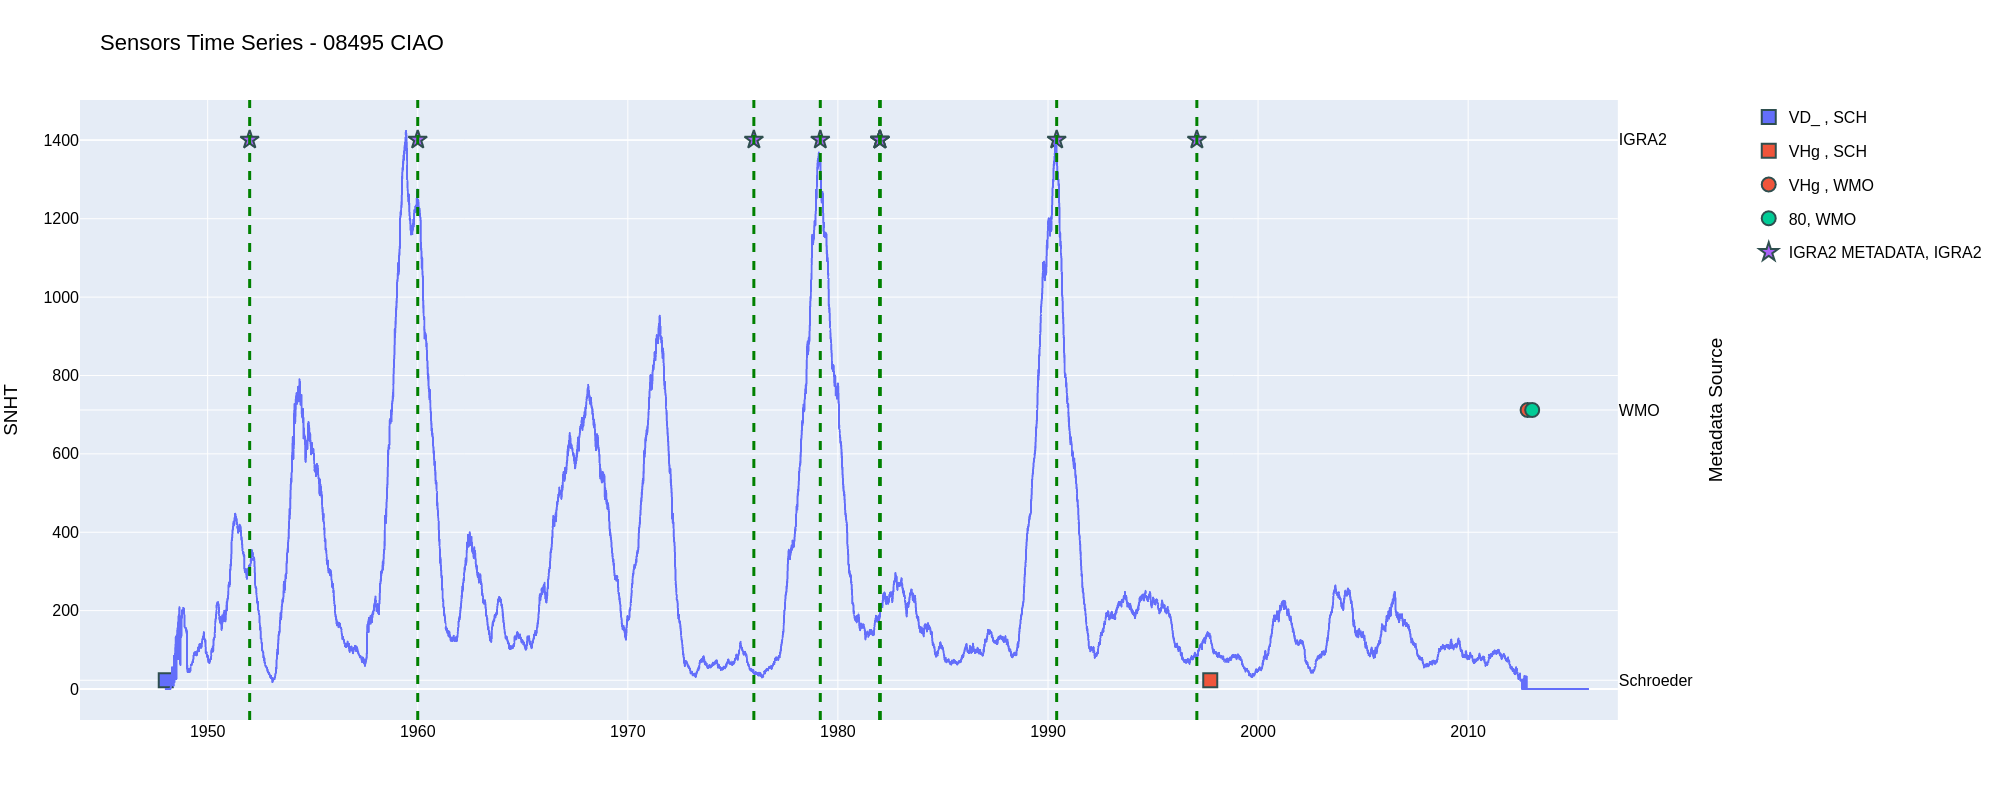 Sensors Time Series - 08495 CIAO
VD_ , SCH
VHg , SCH
VHg , WMO
80, WMO
IGRA2 METADATA, IGRA2
SNHT
1400
1200
1000
800
600
400
200
0
IGRA2
WMO
Schroeder
Metadata Source
1950 1960 1970 1980 1990 2000 2010